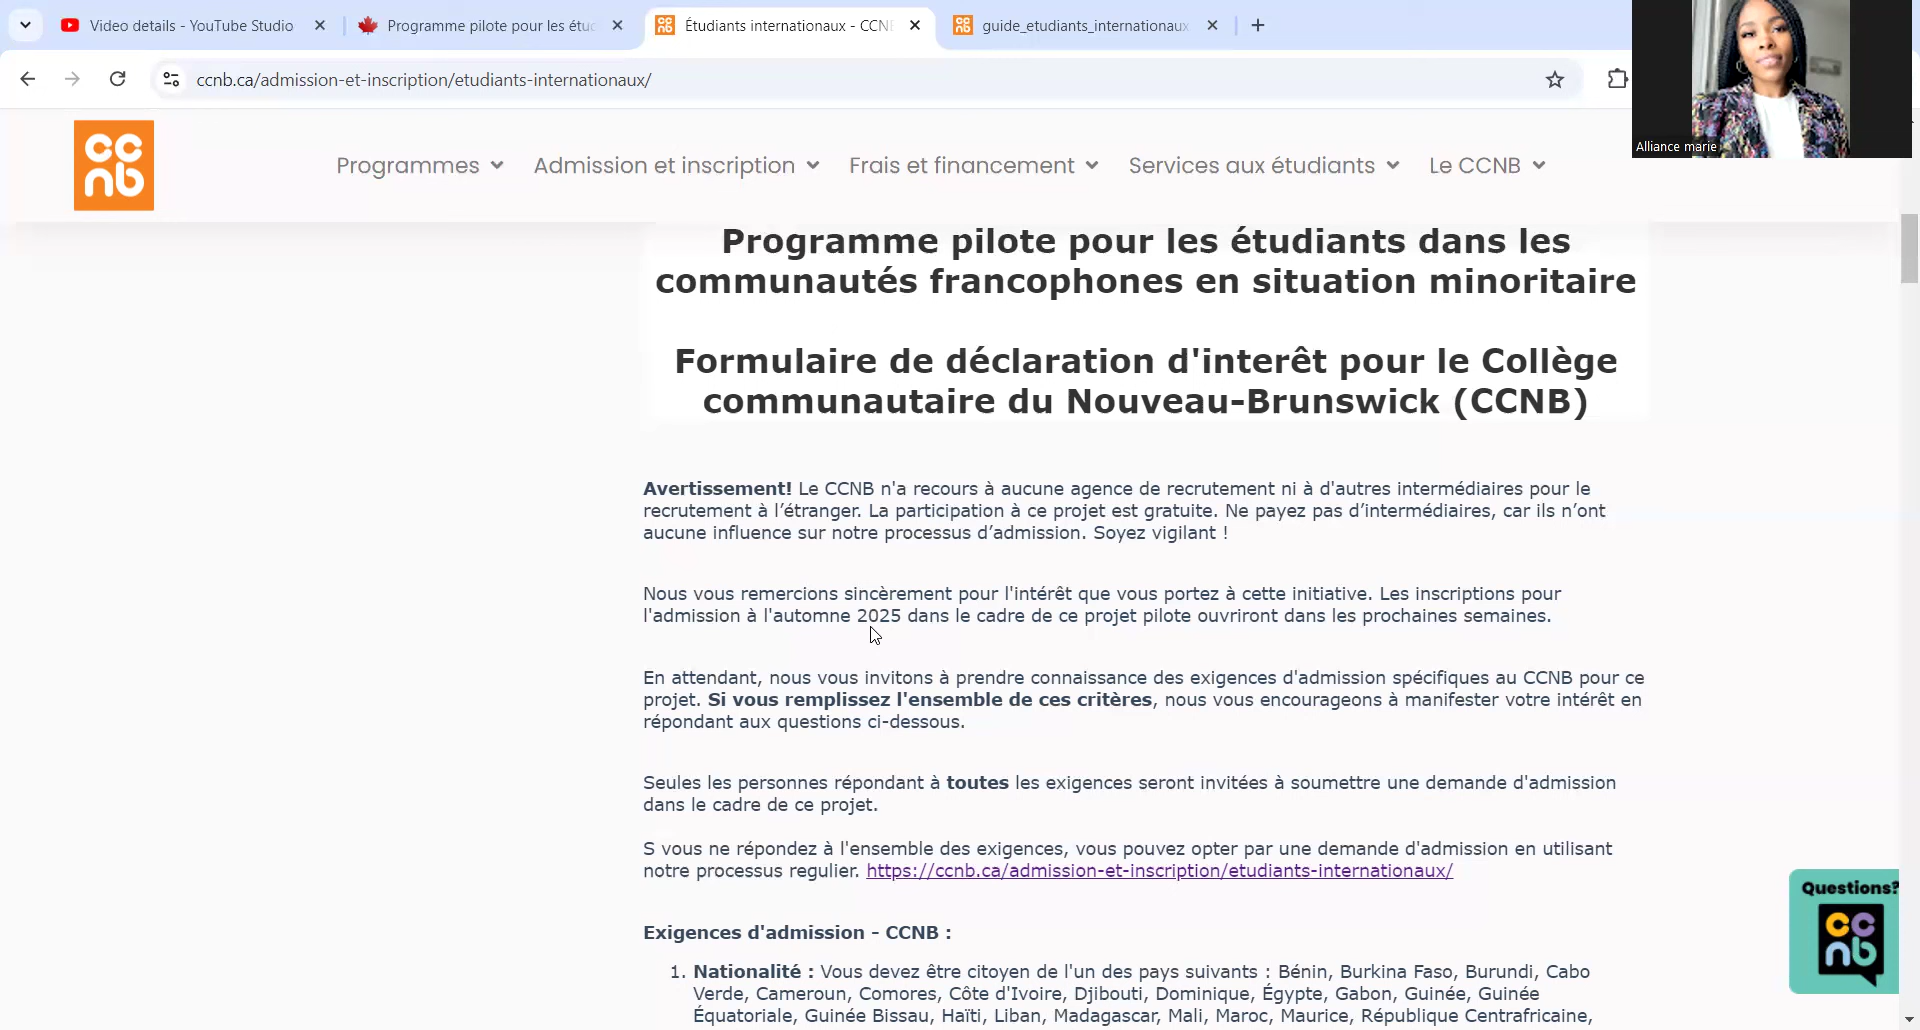 Video details - YouTube Studio
Programme pilote pour les étuc
Étudiants internationaux - CCNB
guide_etudiants_internationaux
ccnb.ca/admission-et-inscription/etudiants-internationaux/
Alliance marie
cc
nb
Programmes
Admission et inscription
Frais et financement
Services aux étudiants
Le CCNB
Programme pilote pour les étudiants dans les
communautés francophones en situation minoritaire
Formulaire de déclaration d'interêt pour le Collège
communautaire du Nouveau-Brunswick (CCNB)
Avertissement! Le CCNB n'a recours à aucune agence de recrutement ni à d'autres intermédiaires pour le
recrutement à l’étranger. La participation à ce projet est gratuite. Ne payez pas d’intermédiaires, car ils n’ont
aucune influence sur notre processus d’admission. Soyez vigilant !
Nous vous remercions sincèrement pour l'intérêt que vous portez à cette initiative. Les inscriptions pour
l'admission à l'automne 2025 dans le cadre de ce projet pilote ouvriront dans les prochaines semaines.
En attendant, nous vous invitons à prendre connaissance des exigences d'admission spécifiques au CCNB pour ce
projet. Si vous remplissez l'ensemble de ces critères, nous vous encourageons à manifester votre intérêt en
répondant aux questions ci-dessous.
Seules les personnes répondant à toutes les exigences seront invitées à soumettre une demande d'admission
dans le cadre de ce projet.
S vous ne répondez à l'ensemble des exigences, vous pouvez opter par une demande d'admission en utilisant
notre processus regulier. https://ccnb.ca/admission-et-inscription/etudiants-internationaux/
Exigences d'admission - CCNB :
1. Nationalité : Vous devez être citoyen de l'un des pays suivants : Bénin, Burkina Faso, Burundi, Cabo
Verde, Cameroun, Comores, Côte d'Ivoire, Djibouti, Dominique, Égypte, Gabon, Guinée, Guinée
Équatoriale, Guinée Bissau, Haïti, Liban, Madagascar, Mali, Maroc, Maurice, République Centrafricaine,
Questions?
cc
nb